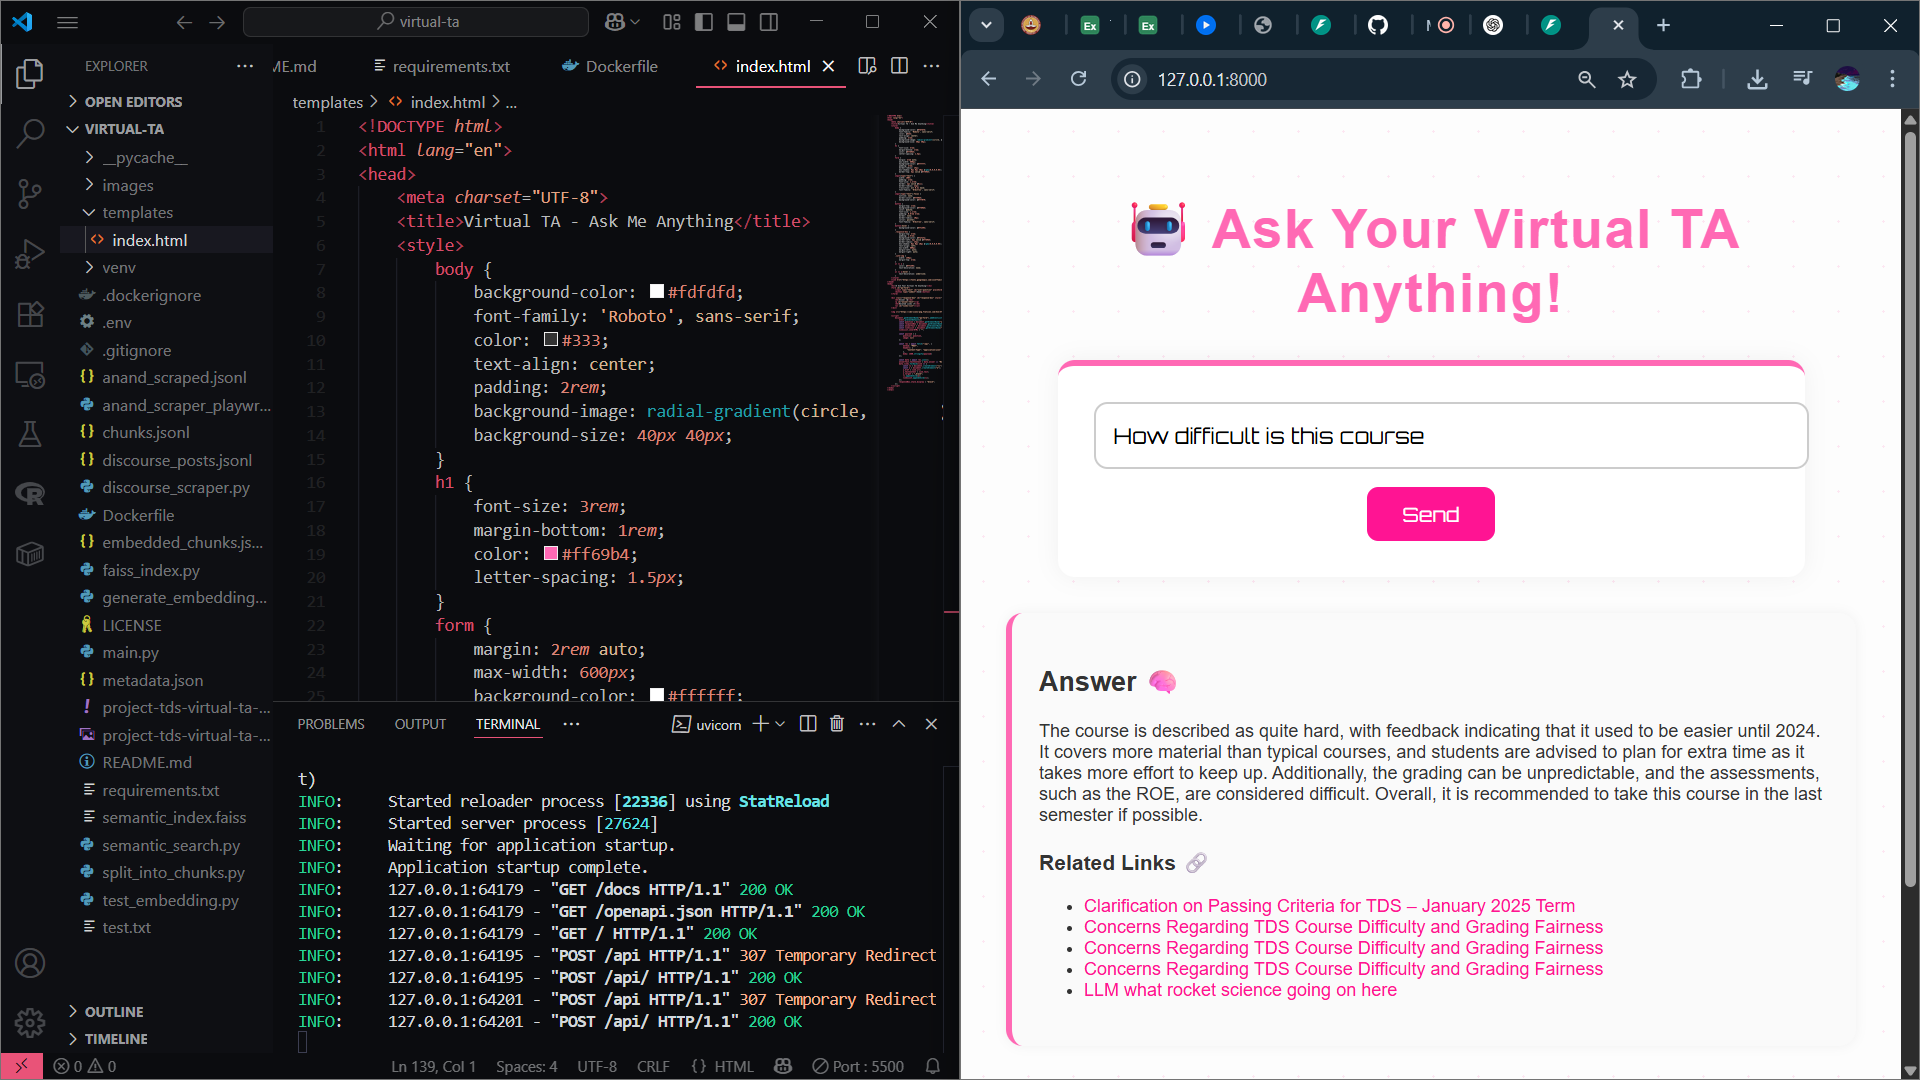 virtual-ta
EXPLORER
OPEN EDITORS
VIRTUAL-TA
__pycache__
images
templates
index.html
venv
.dockerignore
.env
.gitignore
anand_scraped.jsonl
anand_scraper_playwr...
chunks.jsonl
discourse_posts.jsonl
discourse_scraper.py
Dockerfile
embedded_chunks.js...
faiss_index.py
generate_embedding...
LICENSE
main.py
metadata.json
project-tds-virtual-ta-...
project-tds-virtual-ta-...
README.md
requirements.txt
semantic_index.faiss
semantic_search.py
split_into_chunks.py
test_embedding.py
test.txt
OUTLINE
TIMELINE
ME.md requirements.txt Dockerfile index.html
templates > index.html > ...
1 <!DOCTYPE html>
2 <html lang="en">
3 <head>
4 <meta charset="UTF-8">
5 <title>Virtual TA - Ask Me Anything</title>
6 <style>
7 body {
8 background-color: #fdfdfd;
9 font-family: 'Roboto', sans-serif;
10 color: #333;
11 text-align: center;
12 padding: 2rem;
13 background-image: radial-gradient(circle,
14 background-size: 40px 40px;
15 }
16 h1 {
17 font-size: 3rem;
18 margin-bottom: 1rem;
19 color: #ff69b4;
20 letter-spacing: 1.5px;
21 }
22 form {
23 margin: 2rem auto;
24 max-width: 600px;
25 background-color: #ffffff;
PROBLEMS OUTPUT TERMINAL ... uvicorn
t)
INFO: Started reloader process [22336] using StatReload
INFO: Started server process [27624]
INFO: Waiting for application startup.
INFO: Application startup complete.
INFO: 127.0.0.1:64179 - "GET /docs HTTP/1.1" 200 OK
INFO: 127.0.0.1:64179 - "GET /openapi.json HTTP/1.1" 200 OK
INFO: 127.0.0.1:64179 - "GET / HTTP/1.1" 200 OK
INFO: 127.0.0.1:64195 - "POST /api HTTP/1.1" 307 Temporary Redirect
INFO: 127.0.0.1:64195 - "POST /api/ HTTP/1.1" 200 OK
INFO: 127.0.0.1:64201 - "POST /api HTTP/1.1" 307 Temporary Redirect
INFO: 127.0.0.1:64201 - "POST /api/ HTTP/1.1" 200 OK
0 0 Ln 139, Col 1 Spaces: 4 UTF-8 CRLF {} HTML Port : 5500
Ex Ex
127.0.0.1:8000
Ask Your Virtual TA
Anything!
How difficult is this course
Send
Answer
The course is described as quite hard, with feedback indicating that it used to be easier until 2024.
It covers more material than typical courses, and students are advised to plan for extra time as it
takes more effort to keep up. Additionally, the grading can be unpredictable, and the assessments,
such as the ROE, are considered difficult. Overall, it is recommended to take this course in the last
semester if possible.
Related Links
• Clarification on Passing Criteria for TDS – January 2025 Term
• Concerns Regarding TDS Course Difficulty and Grading Fairness
• Concerns Regarding TDS Course Difficulty and Grading Fairness
• Concerns Regarding TDS Course Difficulty and Grading Fairness
• LLM what rocket science going on here